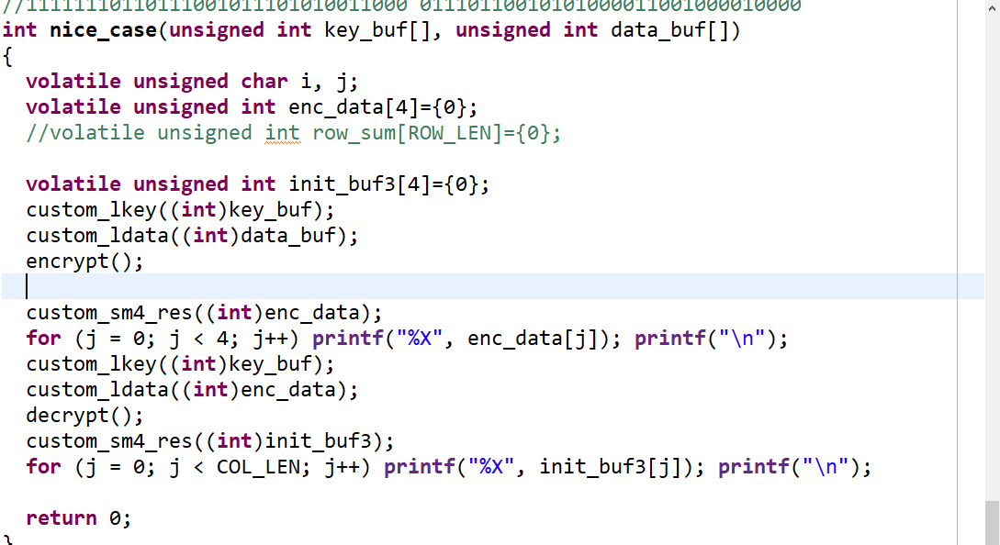 int nice_case(unsigned int key_buf[], unsigned int data_buf[])
{
  volatile unsigned char i, j;
  volatile unsigned int enc_data[4]={0};
  //volatile unsigned int row_sum[ROW_LEN]={0};

  volatile unsigned int init_buf3[4]={0};
  custom_lkey((int)key_buf);
  custom_ldata((int)data_buf);
  encrypt();

  custom_sm4_res((int)enc_data);
  for (j = 0; j < 4; j++) printf("%X", enc_data[j]); printf("\n");
  custom_lkey((int)key_buf);
  custom_ldata((int)enc_data);
  decrypt();
  custom_sm4_res((int)init_buf3);
  for (j = 0; j < COL_LEN; j++) printf("%X", init_buf3[j]); printf("\n");

  return 0;
}